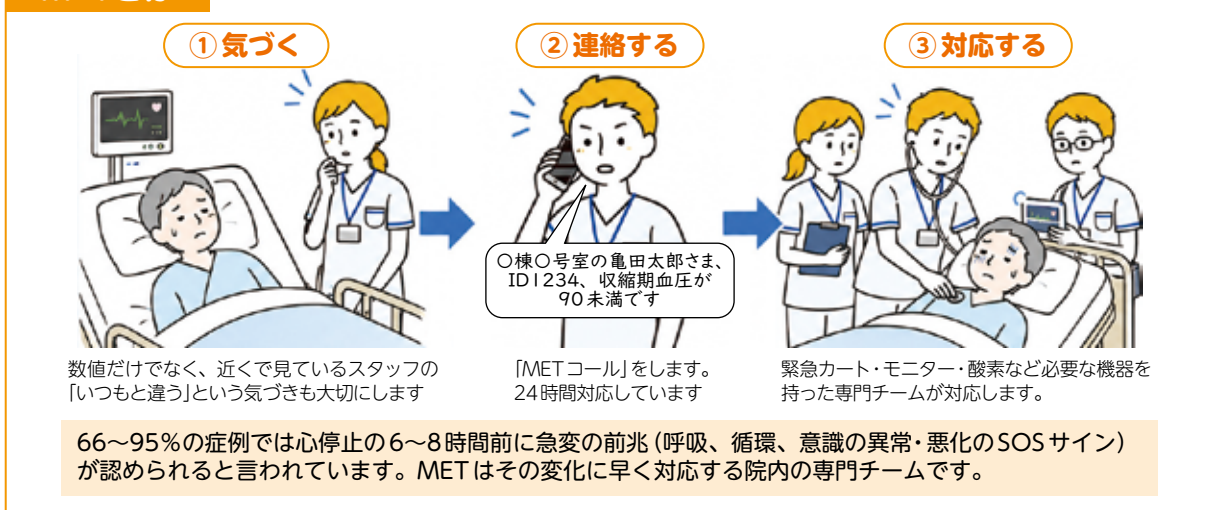 ①気づく
②連絡する
③対応する
〇棟〇号室の亀田太郎さま、
ID1234、収縮期血圧が
90未満です
数値だけでなく、近くで見ているスタッフの
「いつもと違う」という気づきも大切にします
「METコール」をします。
24時間対応しています
緊急カート・モニター・酸素など必要な機器を
持った専門チームが対応します。
66～95％の症例では心停止の6～8時間前に急変の前兆（呼吸、循環、意識の異常・悪化のSOSサイン）
が認められると言われています。METはその変化に早く対応する院内の専門チームです。